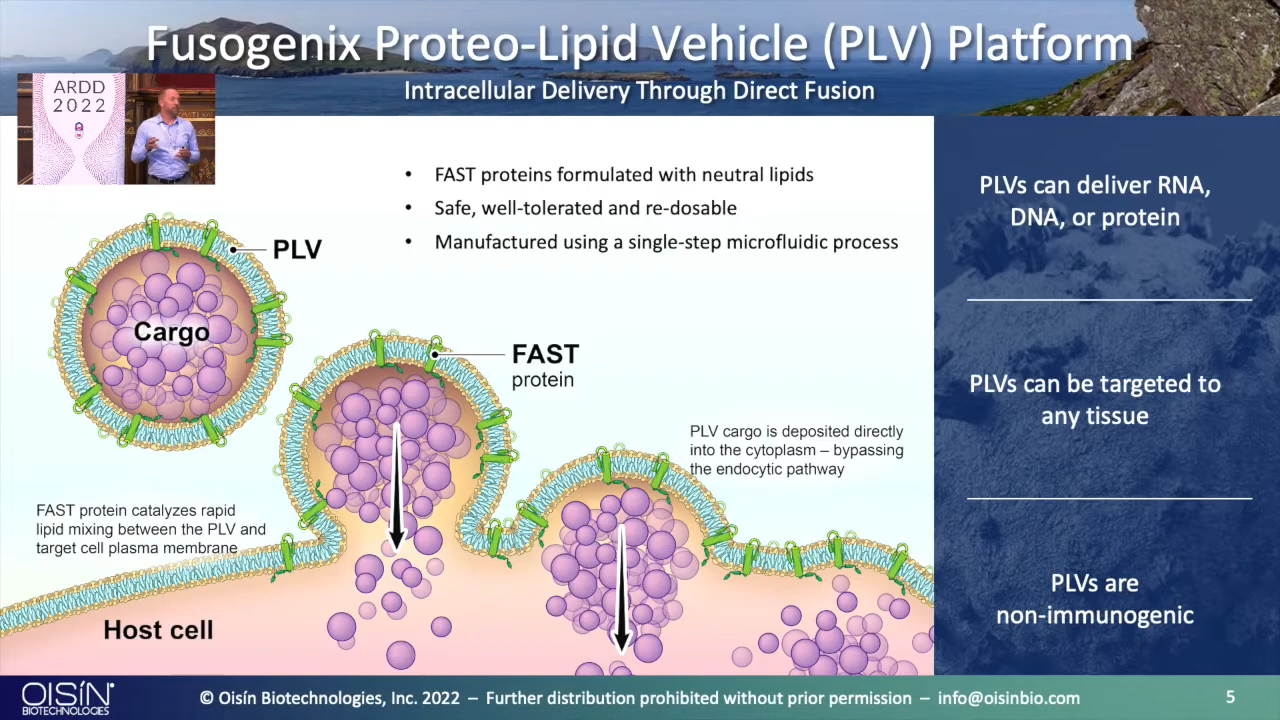 Fusogenix Proteo-Lipid Vehicle (PLV) Platform
Intracellular Delivery Through Direct Fusion
ARDD
2022
• FAST proteins formulated with neutral lipids
• Safe, well-tolerated and re-dosable
• Manufactured using a single-step microfluidic process
PLV
Cargo
FAST
protein
PLV cargo is deposited directly
into the cytoplasm – bypassing
the endocytic pathway
FAST protein catalyzes rapid
lipid mixing between the PLV and
target cell plasma membrane
Host cell
PLVs can deliver RNA,
DNA, or protein
PLVs can be targeted to
any tissue
PLVs are
non-immunogenic
OISÍN
BIOTECHNOLOGIES
© Oisín Biotechnologies, Inc. 2022 – Further distribution prohibited without prior permission – info@oisinbio.com
5